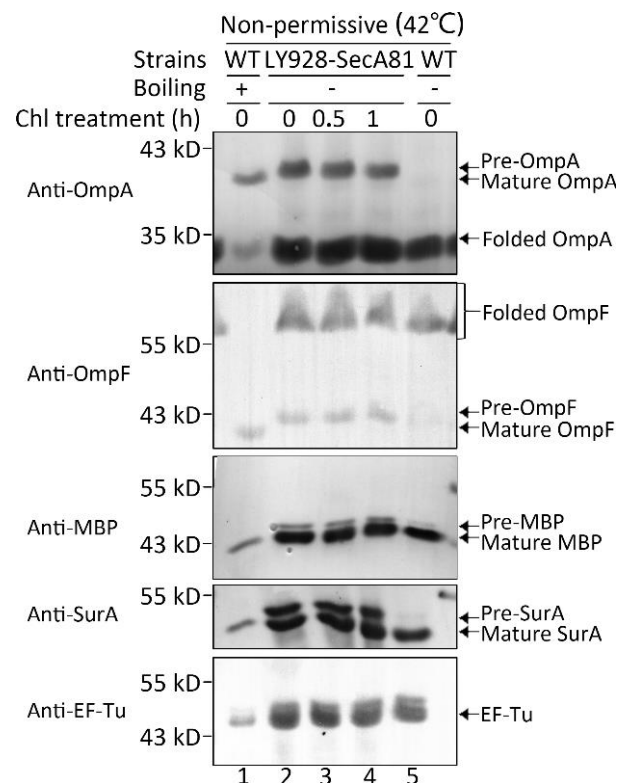 Non-permissive (42℃)
Strains WT LY928-SecA81 WT
Boiling + - -
Chl treatment (h) 0 0 0.5 1 0
43 kD
Pre-OmpA
Mature OmpA
Anti-OmpA
35 kD
Folded OmpA
Folded OmpF
55 kD
Anti-OmpF
43 kD
Pre-OmpF
Mature OmpF
55 kD
Anti-MBP
Pre-MBP
43 kD
Mature MBP
55 kD
Anti-SurA
Pre-SurA
Mature SurA
55 kD
Anti-EF-Tu
EF-Tu
43 kD
1 2 3 4 5